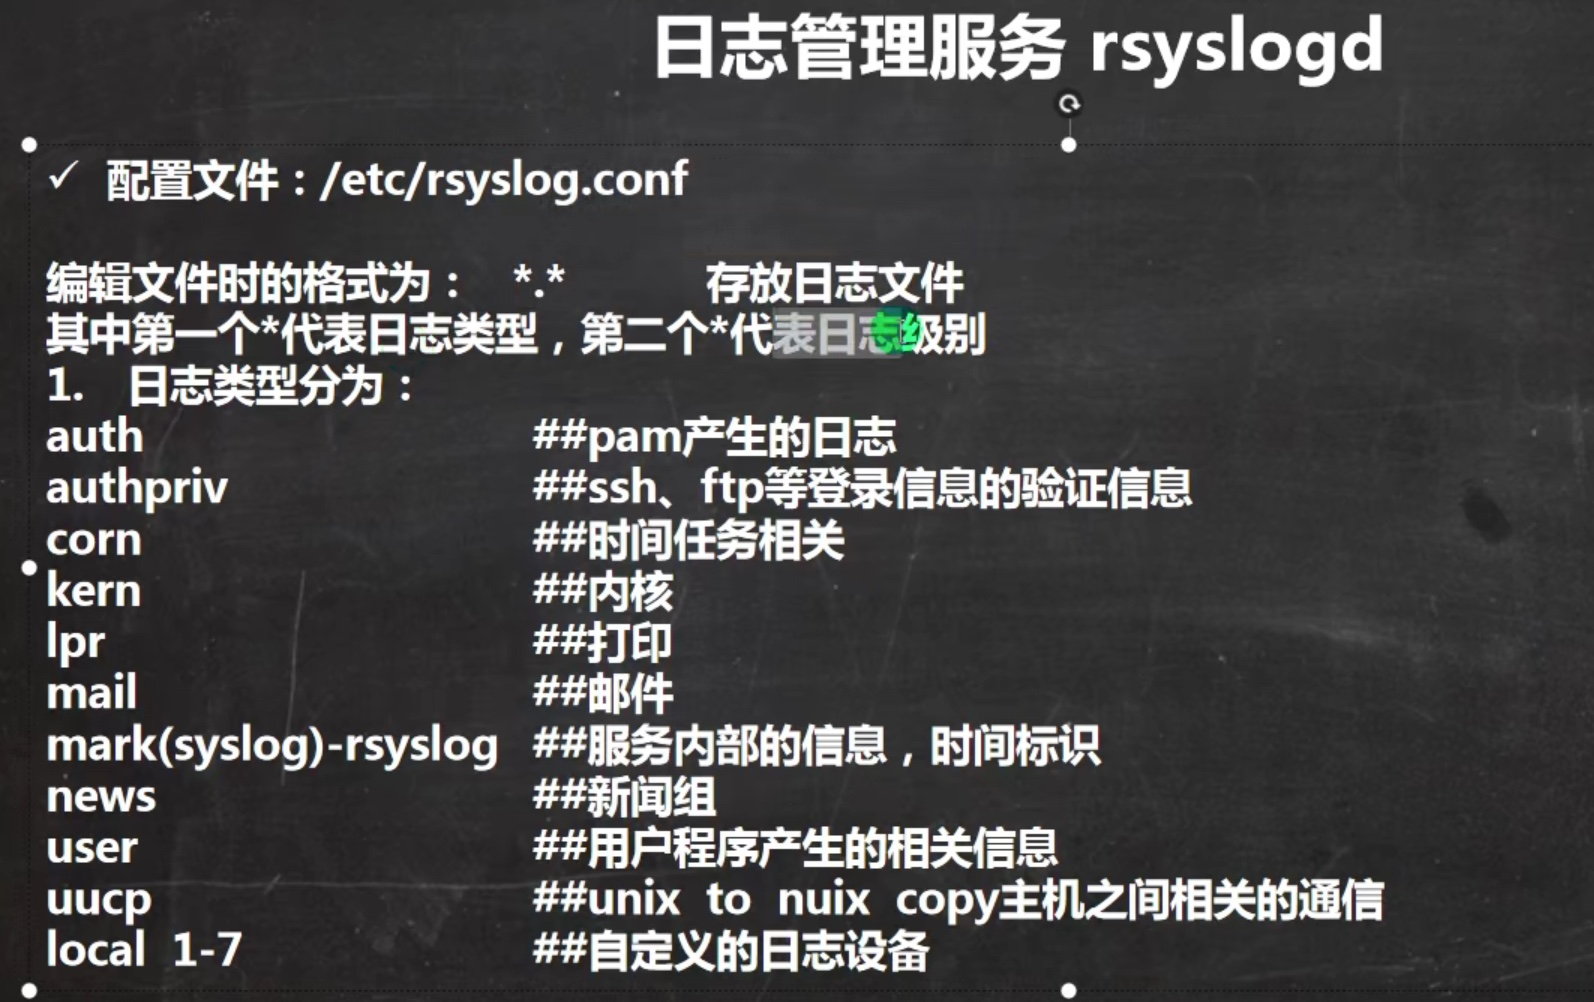 日志管理服务 rsyslogd
✓ 配置文件：/etc/rsyslog.conf
编辑文件时的格式为： *.* 存放日志文件
其中第一个*代表日志类型，第二个*代表日志级别
1. 日志类型分为：
auth ##pam产生的日志
authpriv ##ssh、ftp等登录信息的验证信息
corn ##时间任务相关
kern ##内核
lpr ##打印
mail ##邮件
mark(syslog)-rsyslog ##服务内部的信息，时间标识
news ##新闻组
user ##用户程序产生的相关信息
uucp ##unix to nuix copy主机之间相关的通信
local 1-7 ##自定义的日志设备